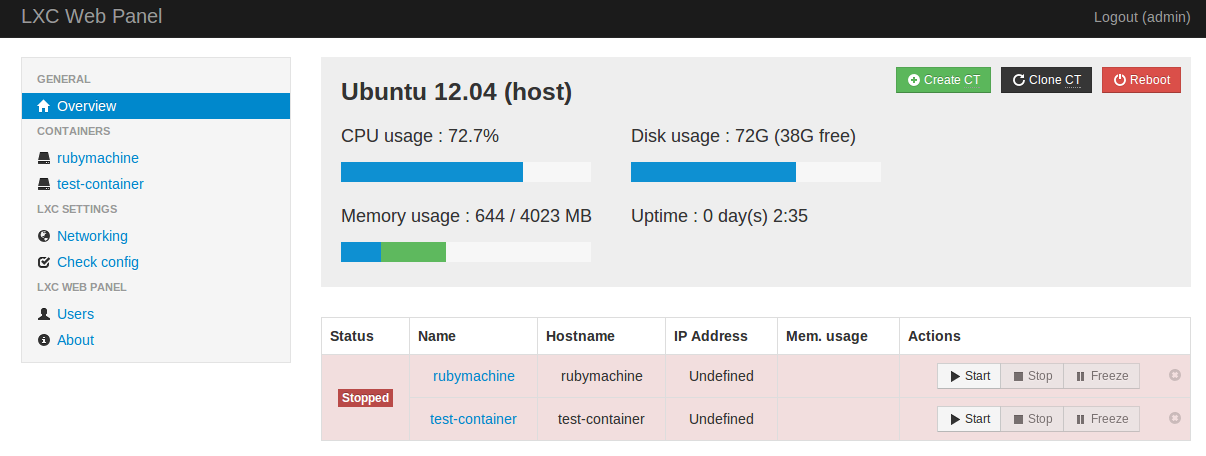 LXC Web Panel
Logout (admin)
GENERAL
Overview
CONTAINERS
rubymachine
test-container
LXC SETTINGS
Networking
Check config
LXC WEB PANEL
Users
About
Create CT
Clone CT
Reboot
Ubuntu 12.04 (host)
CPU usage : 72.7%
Disk usage : 72G (38G free)
Memory usage : 644 / 4023 MB
Uptime : 0 day(s) 2:35
Status Name Hostname IP Address Mem. usage Actions
Stopped
rubymachine rubymachine Undefined Start Stop Freeze
test-container test-container Undefined Start Stop Freeze